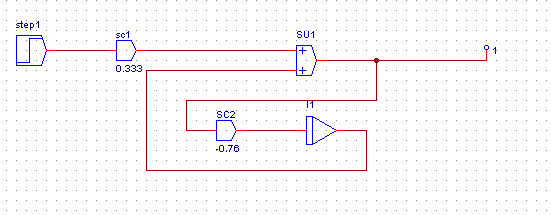 step1
sc1
0.333
SU1
+
+
1
SC2
-0.76
I1